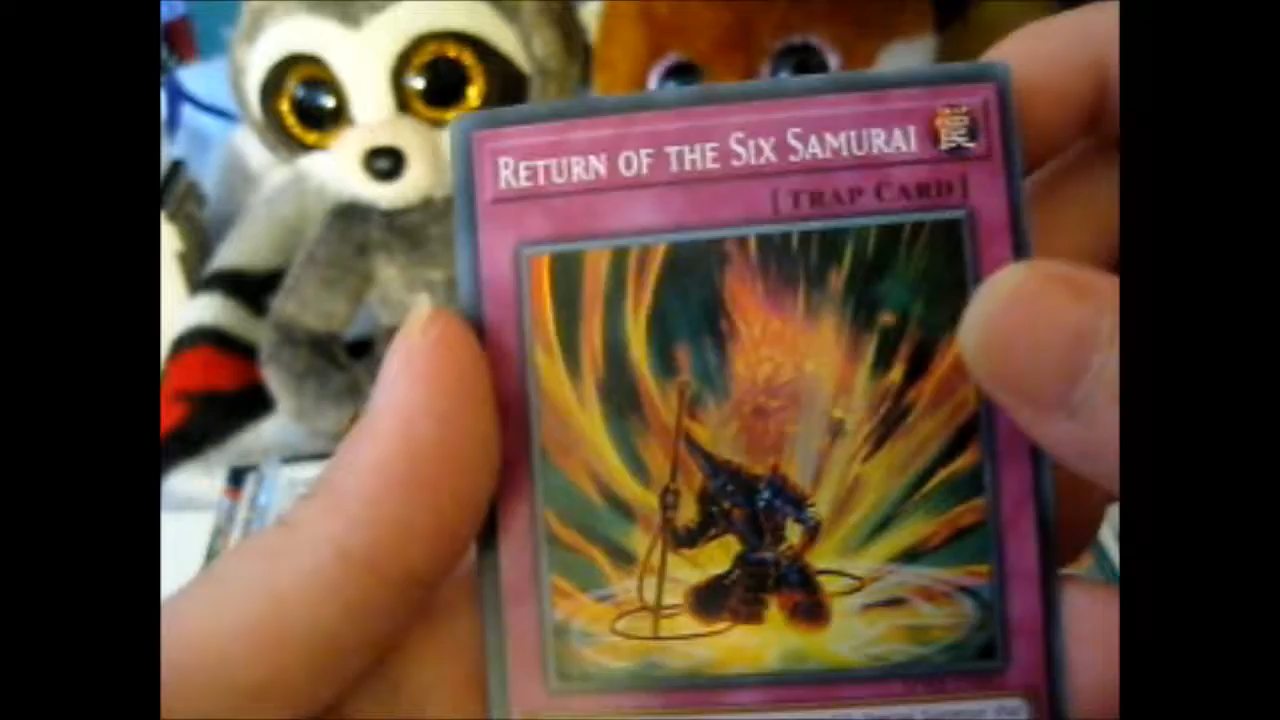 RETURN OF THE SIX SAMURAI 罠
[TRAP CARD]